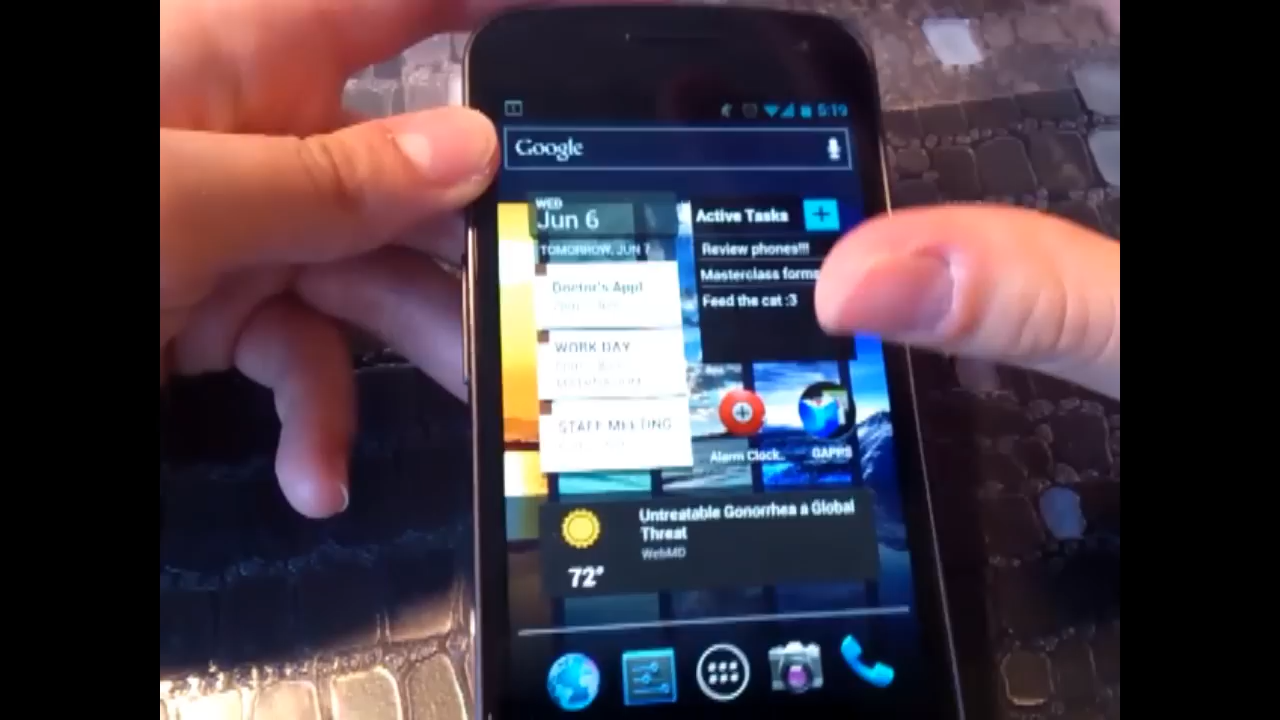 5:19
Google
WED
Jun 6
TOMORROW, JUN 7
Doctor's Appt
WORK DAY
STAFF MEETING
Active Tasks
Review phones!!!
Masterclass forma
Feed the cat :3
Alarm Clock..
GAPPS
Untreatable Gonorrhea a Global
Threat
WebMD
72°